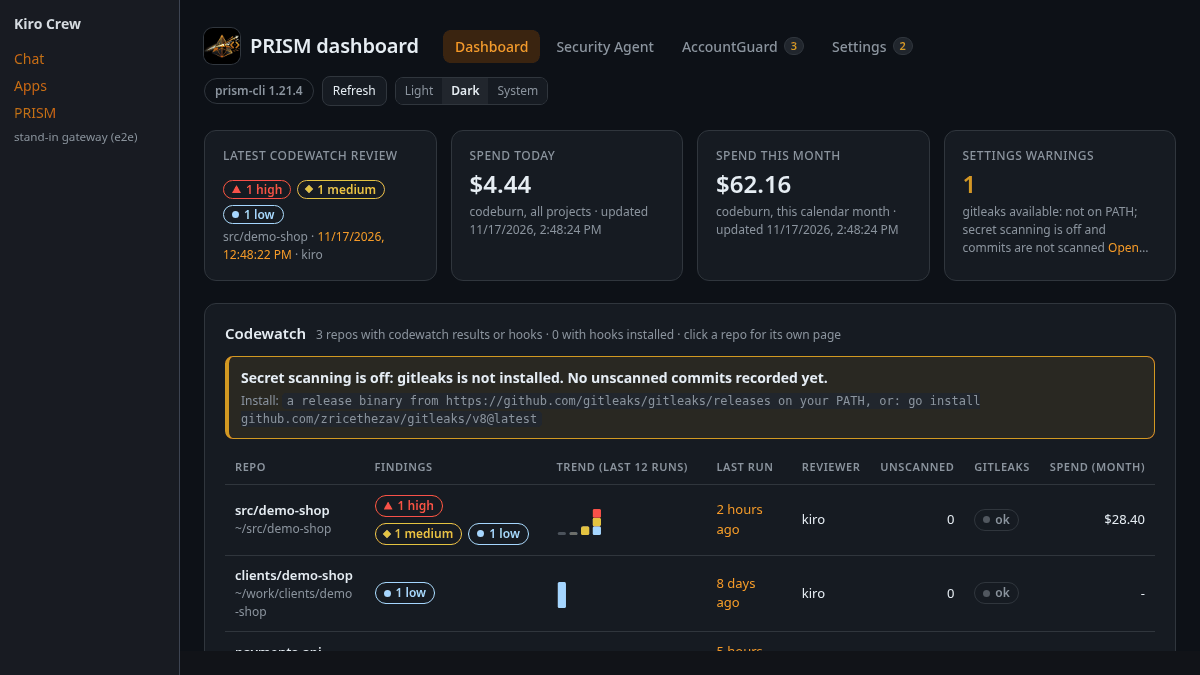 Kiro Crew
Chat
Apps
PRISM
stand-in gateway (e2e)
PRISM dashboard
Dashboard
Security Agent
AccountGuard 3
Settings 2
prism-cli 1.21.4
Refresh
Light
Dark
System
LATEST CODEWATCH REVIEW
1 high
1 medium
1 low
src/demo-shop · 11/17/2026,
12:48:22 PM · kiro
SPEND TODAY
$4.44
codeburn, all projects · updated
11/17/2026, 2:48:24 PM
SPEND THIS MONTH
$62.16
codeburn, this calendar month ·
updated 11/17/2026, 2:48:24 PM
SETTINGS WARNINGS
1
gitleaks available: not on PATH;
secret scanning is off and
commits are not scanned Open…
Codewatch 3 repos with codewatch results or hooks · 0 with hooks installed · click a repo for its own page
Secret scanning is off: gitleaks is not installed. No unscanned commits recorded yet.
Install: a release binary from https://github.com/gitleaks/gitleaks/releases on your PATH, or: go install
github.com/zricethezav/gitleaks/v8@latest
REPO FINDINGS TREND (LAST 12 RUNS) LAST RUN REVIEWER UNSCANNED GITLEAKS SPEND (MONTH)
src/demo-shop
~/src/demo-shop
1 high
1 medium 1 low
2 hours
ago
kiro
0
ok
$28.40
clients/demo-shop
~/work/clients/demo
-shop
1 low
8 days
ago
kiro
0
ok
-